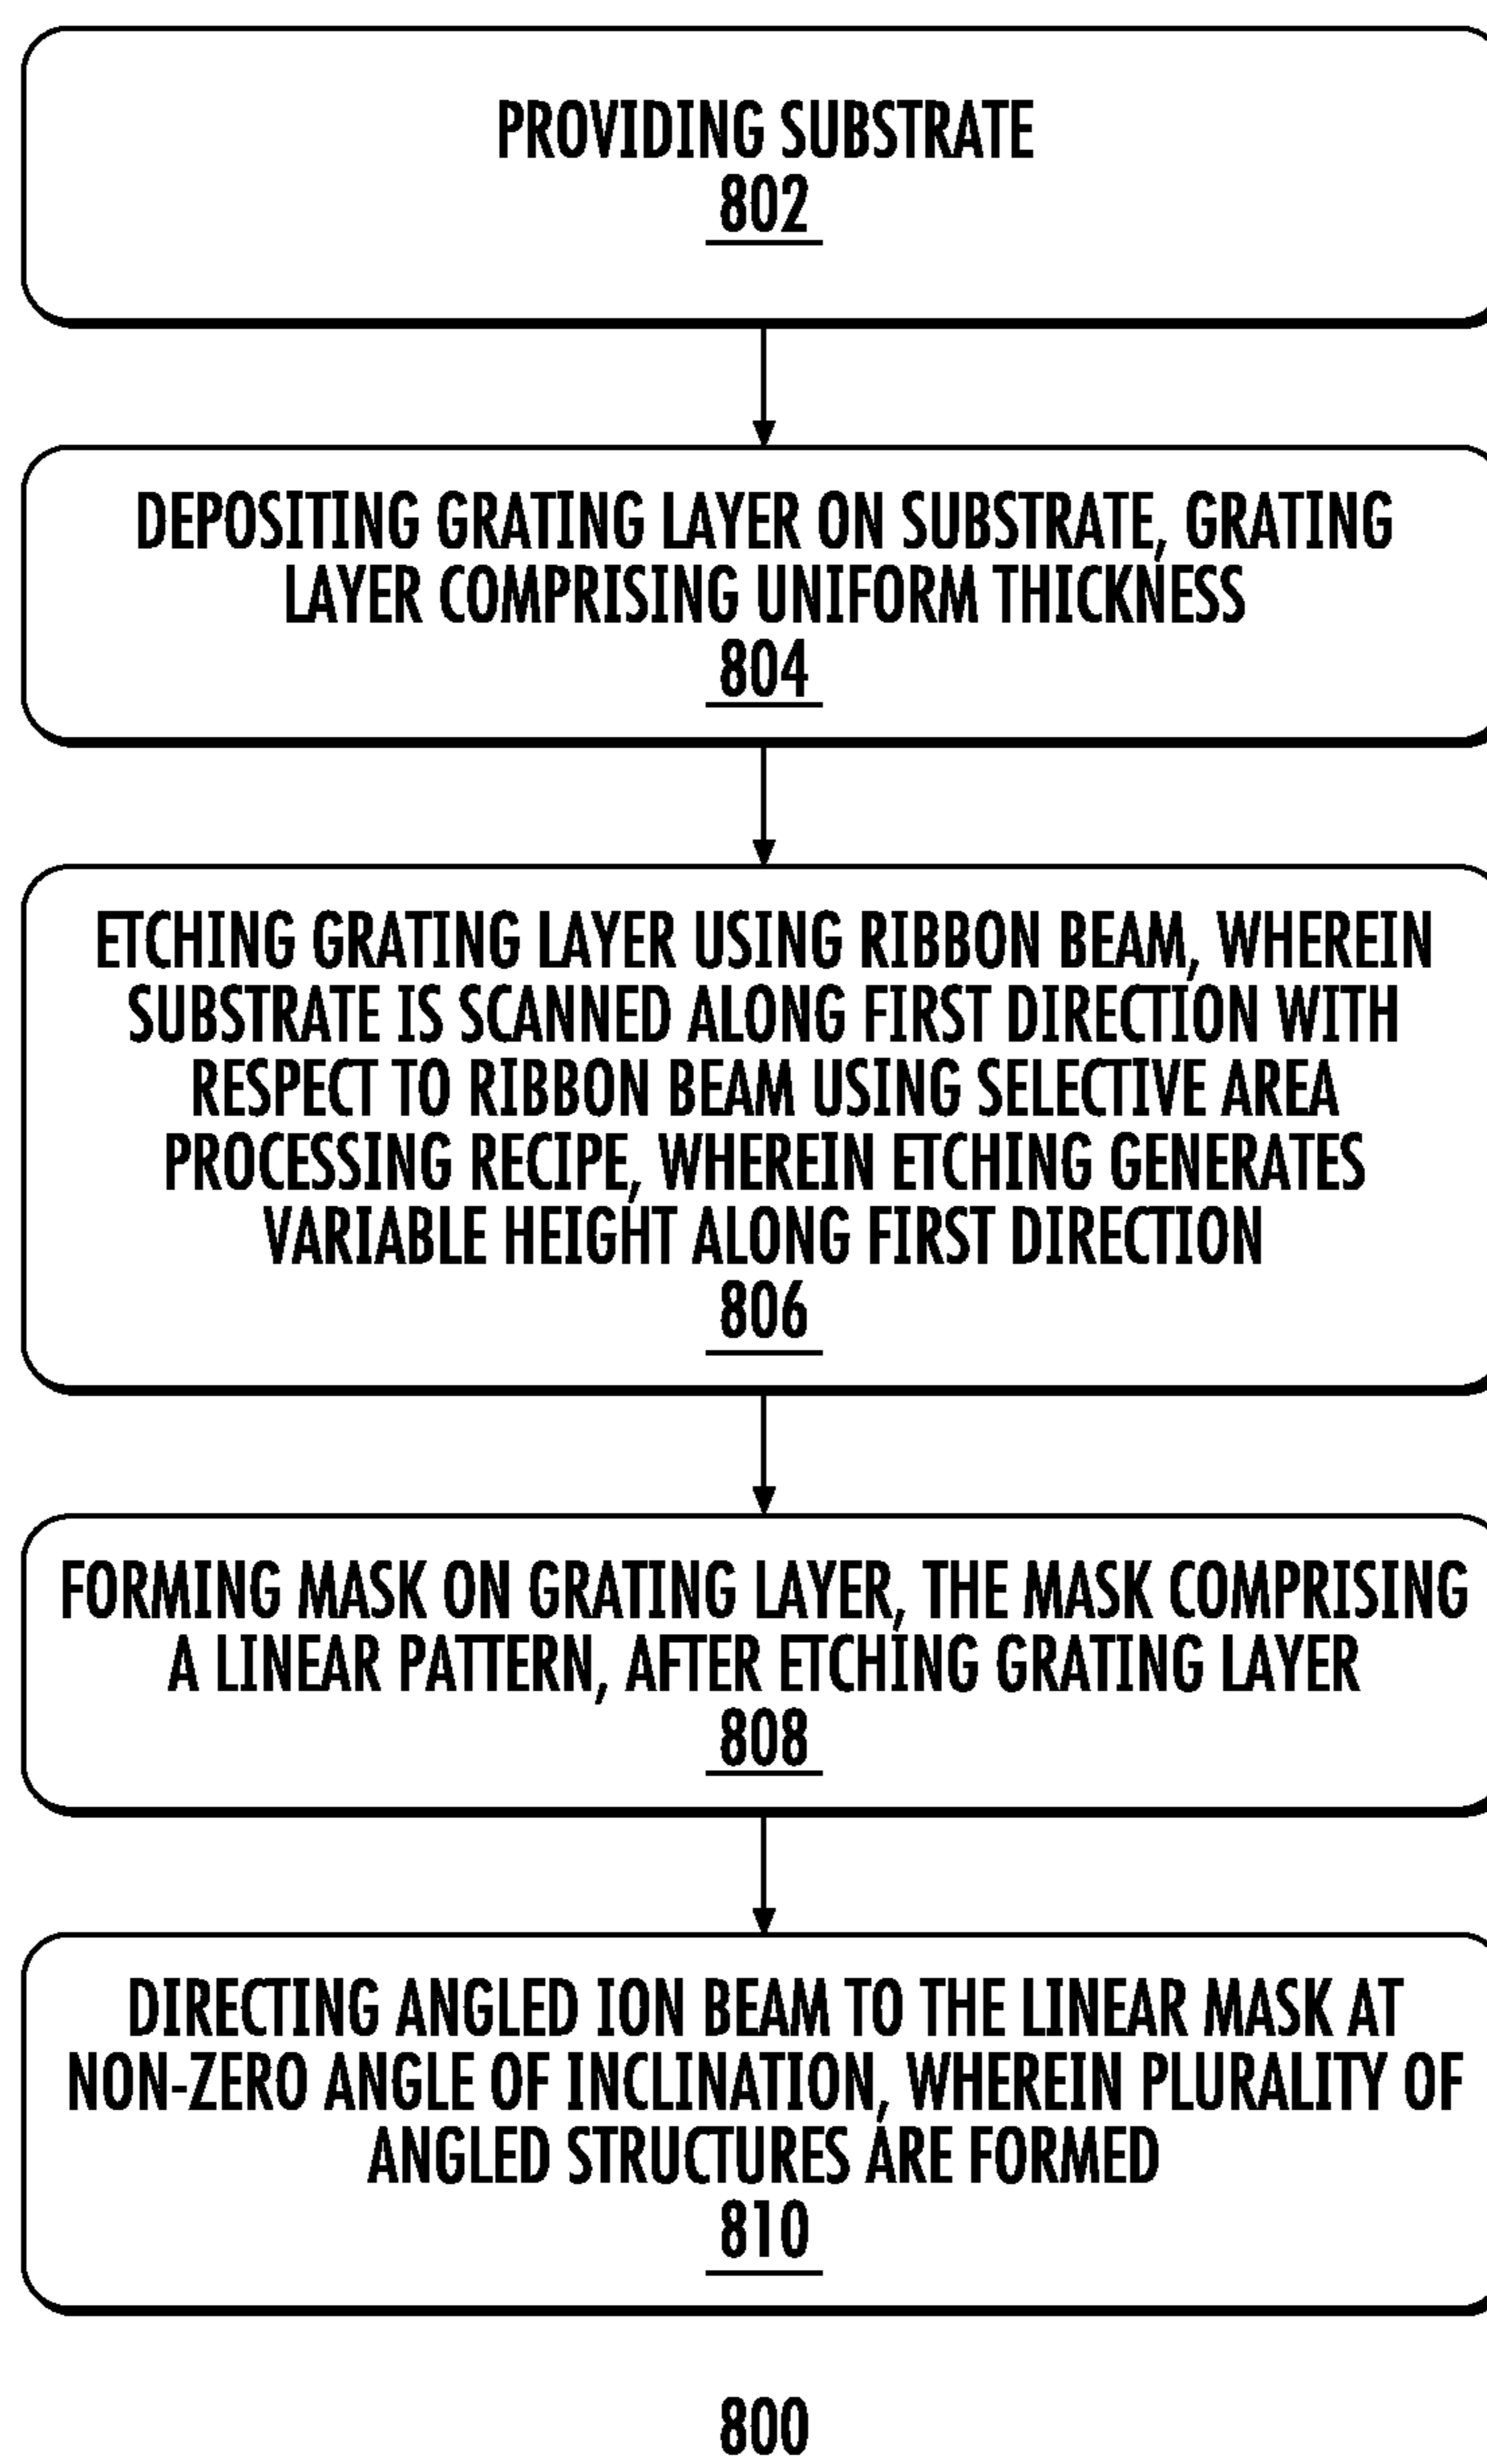 PROVIDING SUBSTRATE
802
DEPOSITING GRATING LAYER ON SUBSTRATE, GRATING
LAYER COMPRISING UNIFORM THICKNESS
804
ETCHING GRATING LAYER USING RIBBON BEAM, WHEREIN
SUBSTRATE IS SCANNED ALONG FIRST DIRECTION WITH
RESPECT TO RIBBON BEAM USING SELECTIVE AREA
PROCESSING RECIPE, WHEREIN ETCHING GENERATES
VARIABLE HEIGHT ALONG FIRST DIRECTION
806
FORMING MASK ON GRATING LAYER, THE MASK COMPRISING
A LINEAR PATTERN, AFTER ETCHING GRATING LAYER
808
DIRECTING ANGLED ION BEAM TO THE LINEAR MASK AT
NON-ZERO ANGLE OF INCLINATION, WHEREIN PLURALITY OF
ANGLED STRUCTURES ARE FORMED
810
800